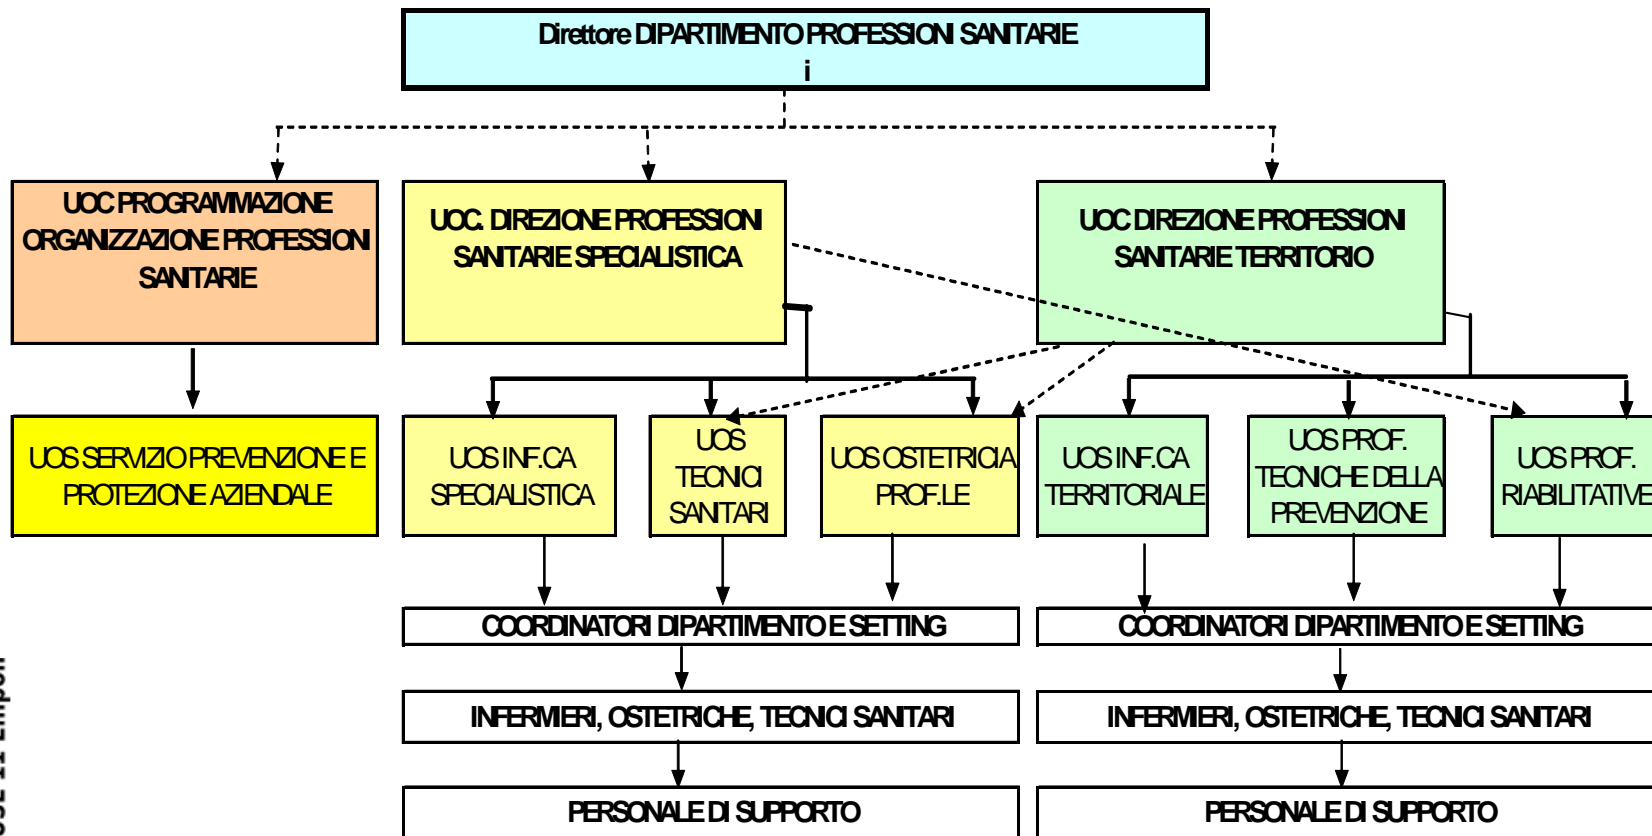 Direttore DIPARTIMENTO PROFESSIONI SANITARIE
i
UOC PROGRAMMAZIONE
ORGANIZZAZIONE PROFESSIONI
SANITARIE
UOC. DIREZIONE PROFESSIONI
SANITARIE SPECIALISTICA
UOC DIREZIONE PROFESSIONI
SANITARIE TERRITORIO
UOS SERVIZIO PREVENZIONE E
PROTEZIONE AZIENDALE
UOS INF.CA
SPECIALISTICA
UOS
TECNICI
SANITARI
UOS OSTETRICIA
PROF.LE
UOS INF.CA
TERRITORIALE
UOS PROF.
TECNICHE DELLA
PREVENZIONE
UOS PROF.
RIABILITATIVE
COORDINATORI DIPARTIMENTO E SETTING
COORDINATORI DIPARTIMENTO E SETTING
INFERMIERI, OSTETRICHE, TECNICI SANITARI
INFERMIERI, OSTETRICHE, TECNICI SANITARI
PERSONALE DI SUPPORTO
PERSONALE DI SUPPORTO